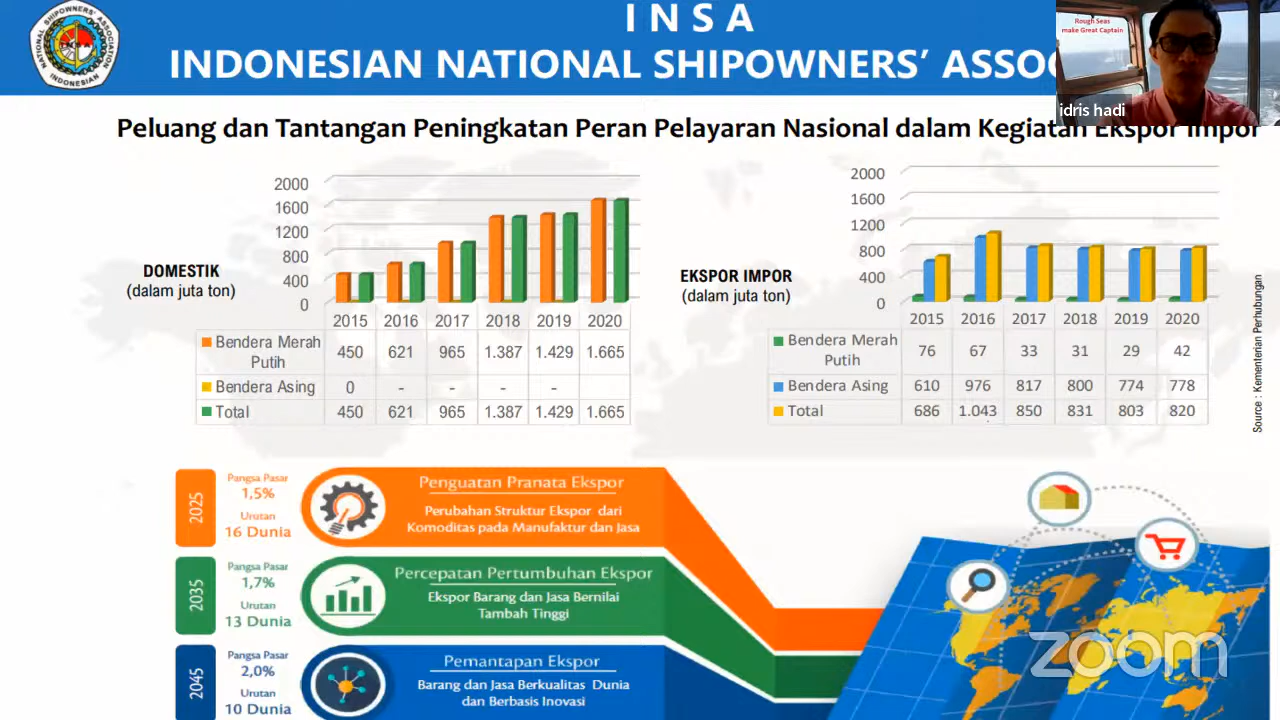 I N S A
INDONESIAN NATIONAL SHIPOWNERS' ASSOC
NATIONAL SHIPOWNERS' ASSOCIATION
INDONESIAN
Rough Seas
make Great Captain
idris hadi
Peluang dan Tantangan Peningkatan Peran Pelayaran Nasional dalam Kegiatan Ekspor Impor
DOMESTIK
(dalam juta ton)
2000
1600
1200
800
400
0
2015 2016 2017 2018 2019 2020
Bendera Merah Putih 450 621 965 1.387 1.429 1.665
Bendera Asing 0 - - - -
Total 450 621 965 1.387 1.429 1.665
EKSPOR IMPOR
(dalam juta ton)
2000
1600
1200
800
400
0
2015 2016 2017 2018 2019 2020
Bendera Merah Putih 76 67 33 31 29 42
Bendera Asing 610 976 817 800 774 778
Total 686 1.043 850 831 803 820
Source : Kementerian Perhubungan
2025
Pangsa Pasar
1,5%
Urutan
16 Dunia
Penguatan Pranata Ekspor
Perubahan Struktur Ekspor dari
Komoditas pada Manufaktur dan Jasa
2035
Pangsa Pasar
1,7%
Urutan
13 Dunia
Percepatan Pertumbuhan Ekspor
Ekspor Barang dan Jasa Bernilai
Tambah Tinggi
2045
Pangsa Pasar
2,0%
Urutan
10 Dunia
Pemantapan Ekspor
Barang dan Jasa Berkualitas Dunia
dan Berbasis Inovasi
zoom